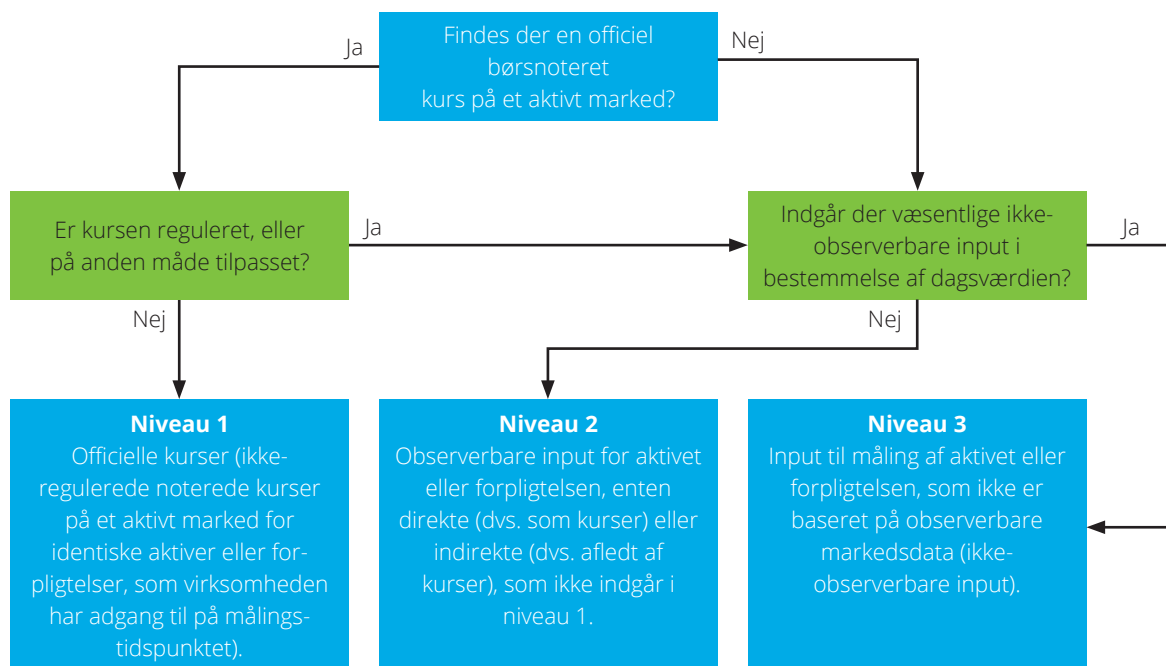 Findes der en officiel
børsnoteret
kurs på et aktivt marked?
Ja
Nej
Er kursen reguleret, eller
på anden måde tilpasset?
Ja
Nej
Indgår der væsentlige ikke-
observerbare input i
bestemmelse af dagsværdien?
Ja
Nej
Niveau 1
Officielle kurser (ikke-
regulerede noterede kurser
på et aktivt marked for
identiske aktiver eller for-
pligtelser, som virksomheden
har adgang til på målings-
tidspunktet).
Niveau 2
Observerbare input for aktivet
eller forpligtelsen, enten
direkte (dvs. som kurser) eller
indirekte (dvs. afledt af
kurser), som ikke indgår i
niveau 1.
Niveau 3
Input til måling af aktivet eller
forpligtelsen, som ikke er
baseret på observerbare
markedsdata (ikke-
observerbare input).